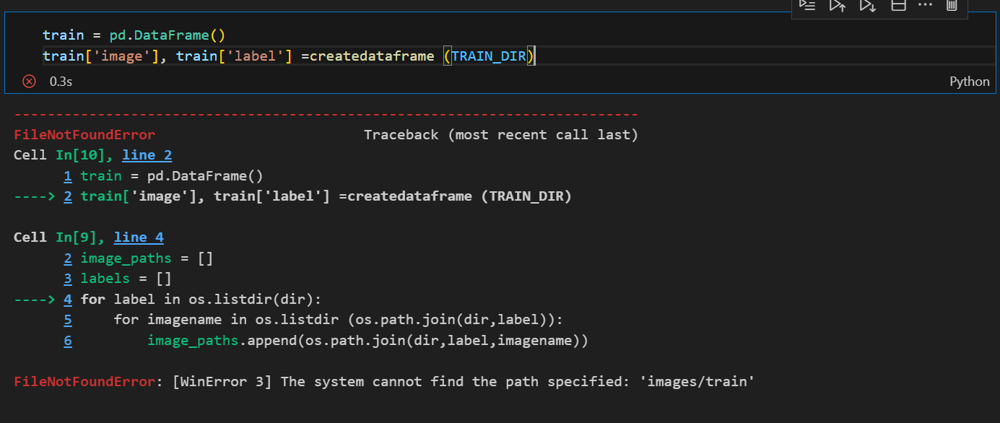 train = pd.DataFrame()
train['image'], train['label'] =createdataframe (TRAIN_DIR)
0.3s
Python
---------------------------------------------------------------------------
FileNotFoundError                         Traceback (most recent call last)
Cell In[10], line 2
      1 train = pd.DataFrame()
----> 2 train['image'], train['label'] =createdataframe (TRAIN_DIR)
Cell In[9], line 4
      2 image_paths = []
      3 labels = []
----> 4 for label in os.listdir(dir):
      5     for imagename in os.listdir (os.path.join(dir,label)):
      6         image_paths.append(os.path.join(dir,label,imagename))
FileNotFoundError: [WinError 3] The system cannot find the path specified: 'images/train'